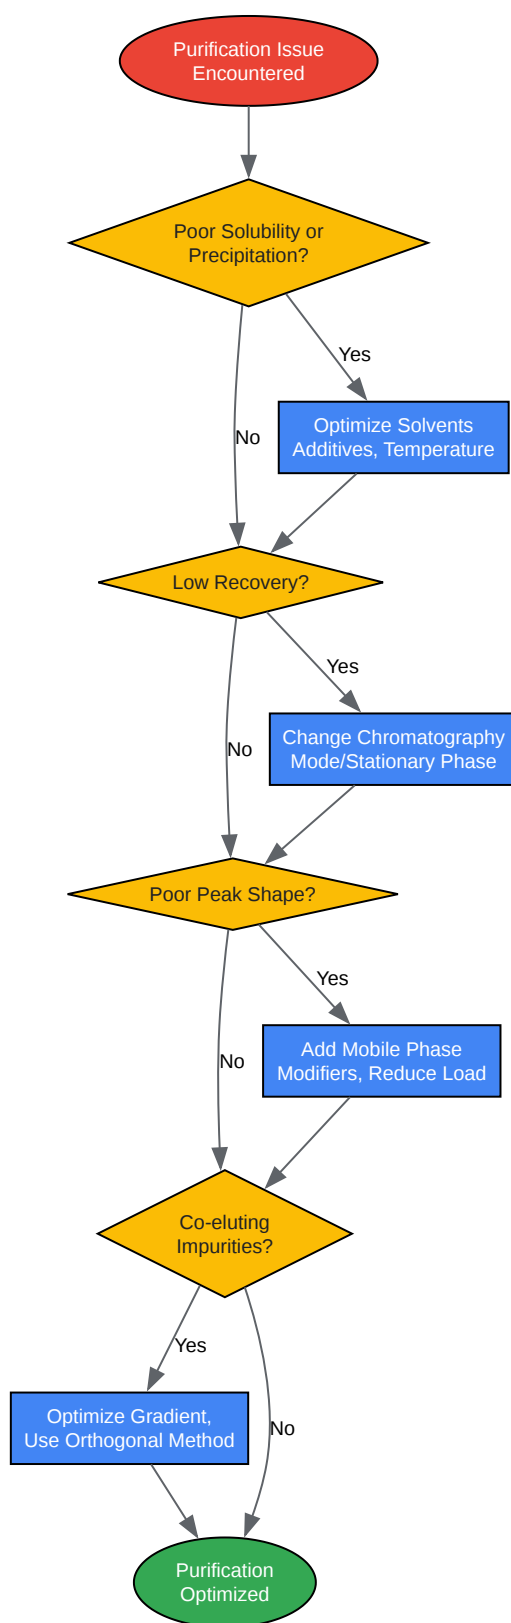 Purification Issue
Encountered
Poor Solubility or
Precipitation?
Yes
Optimize Solvents
Additives, Temperature
No
Low Recovery?
Yes
Change Chromatography
Mode/Stationary Phase
No
Poor Peak Shape?
Yes
Add Mobile Phase
Modifiers, Reduce Load
No
Co-eluting
Impurities?
Yes
Optimize Gradient,
Use Orthogonal Method
No
Purification
Optimized